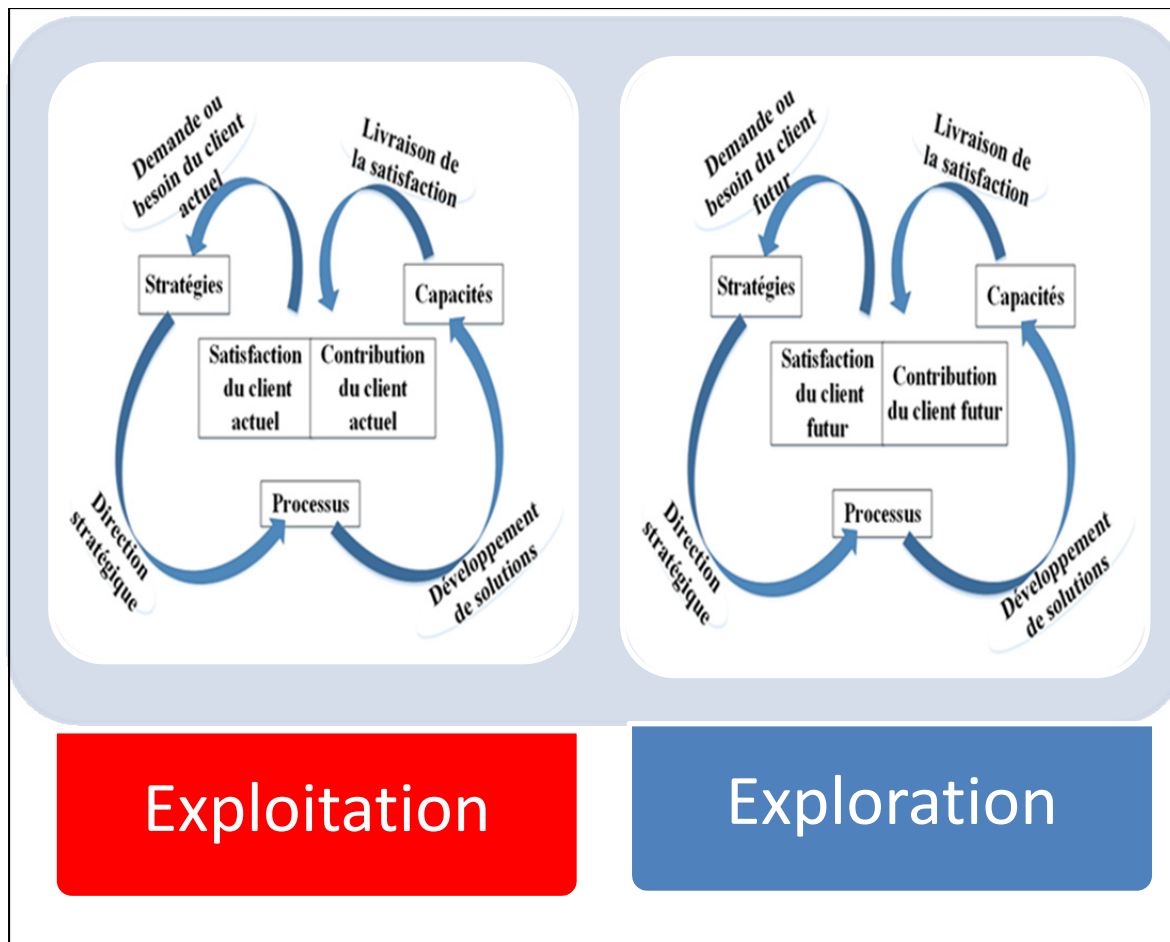 Demande ou
besoin du client
actuel
Livraison de
la satisfaction
Stratégies
Capacités
Satisfaction
du client
actuel
Contribution
du client
actuel
Processus
Direction
stratégique
Développement
de solutions
Demande ou
besoin du client
futur
Livraison de
la satisfaction
Stratégies
Capacités
Satisfaction
du client
futur
Contribution
du client futur
Processus
Direction
stratégique
Développement
de solutions
Exploitation
Exploration